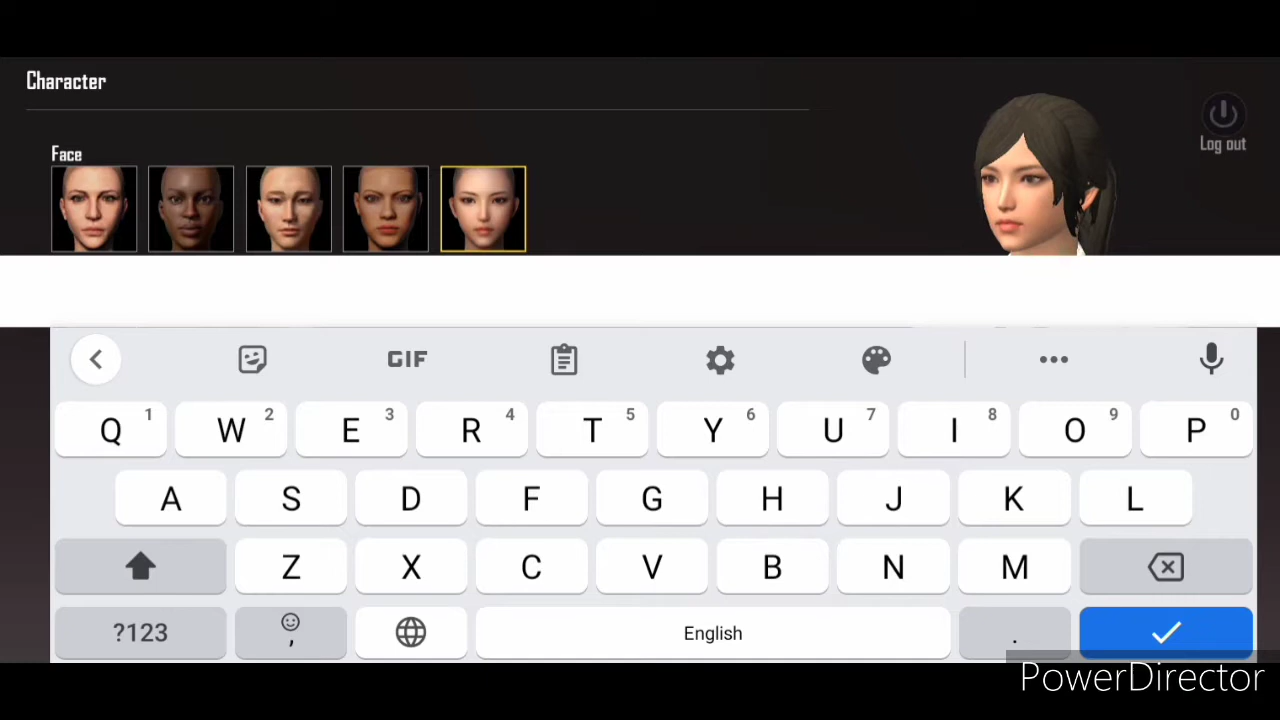 Character
Log out
Face
GIF
Q 1 W 2 E 3 R 4 T 5 Y 6 U 7 I 8 O 9 P 0
A S D F G H J K L
Z X C V B N M
?123 , English .
PowerDirector